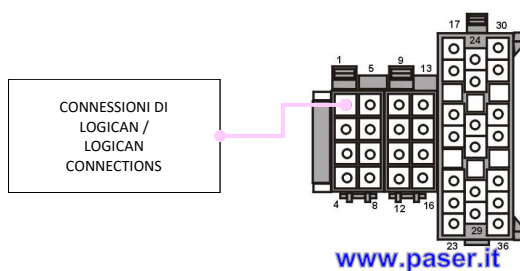 17 30
24
1 5 9 13
CONNESSIONI DI
LOGICAN /
LOGICAN
CONNECTIONS
4 8 12 16
29
23 36
www.paser.it